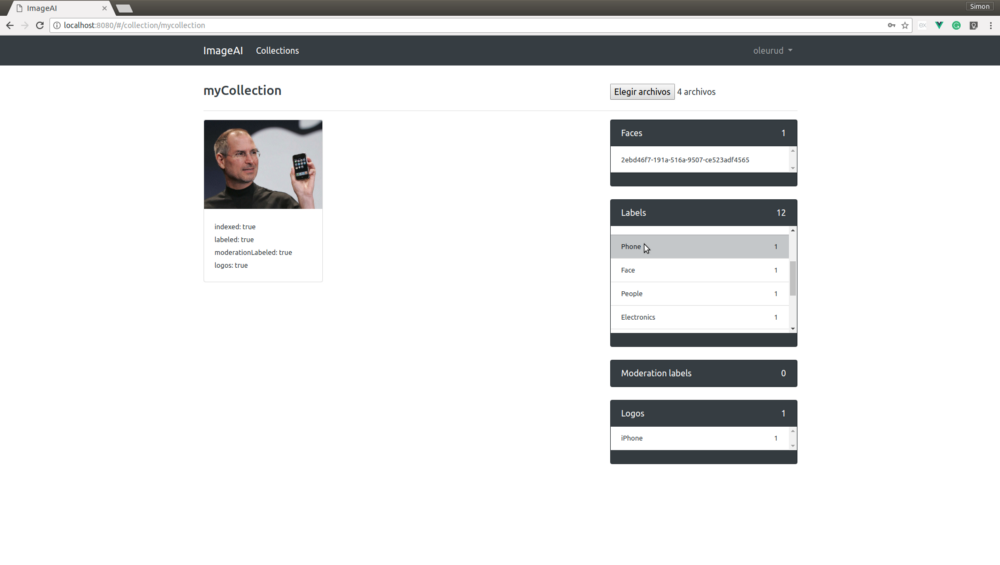 ImageAI
Simon
localhost:8080/#/collection/mycollection
ImageAI Collections oleurud
myCollection
Elegir archivos 4 archivos
indexed: true
labeled: true
moderationLabeled: true
logos: true
Faces 1
2ebd46f7-191a-516a-9507-ce523adf4565
Labels 12
Phone 1
Face 1
People 1
Electronics 1
Moderation labels 0
Logos 1
iPhone 1